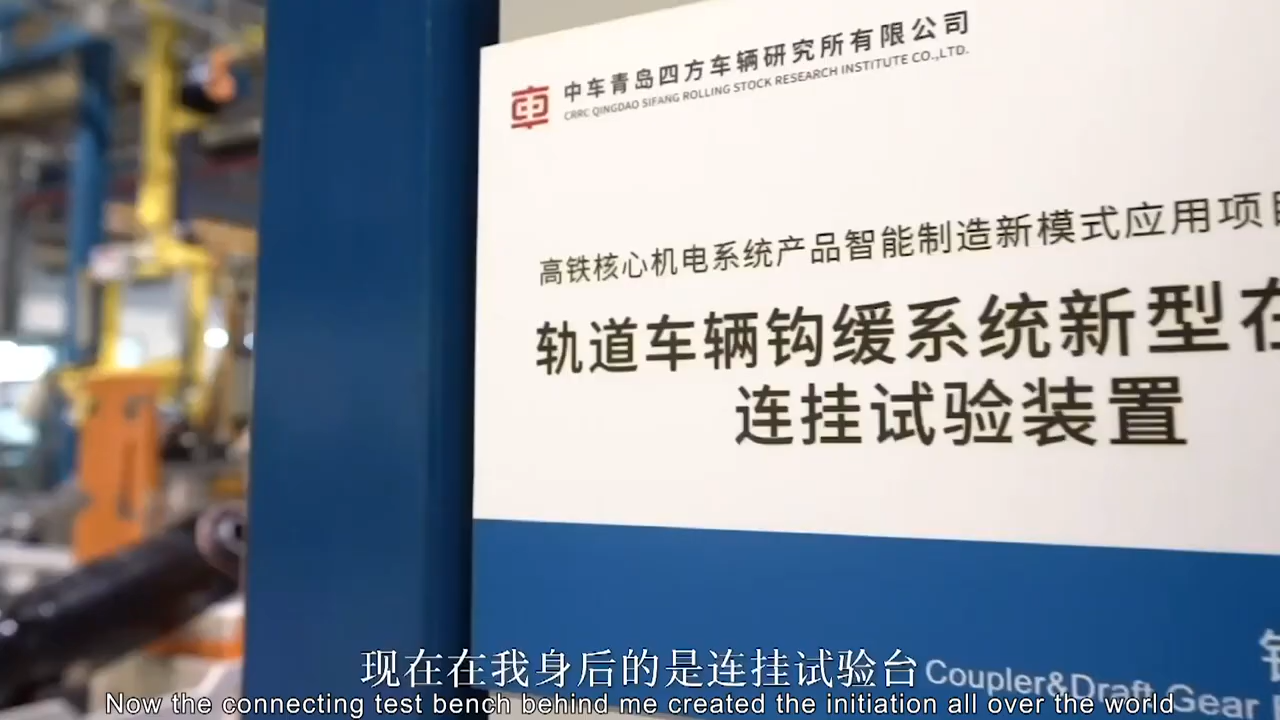 中车青岛四方车辆研究所有限公司
CRRC QINGDAO SIFANG ROLLING STOCK RESEARCH INSTITUTE CO.,LTD.
高铁核心机电系统产品智能制造新模式应用项目
轨道车辆钩缓系统新型在
连挂试验装置
现在在我身后的是连挂试验台
Coupler&Draft Gear
Now the connecting test bench behind me created the initiation all over the world